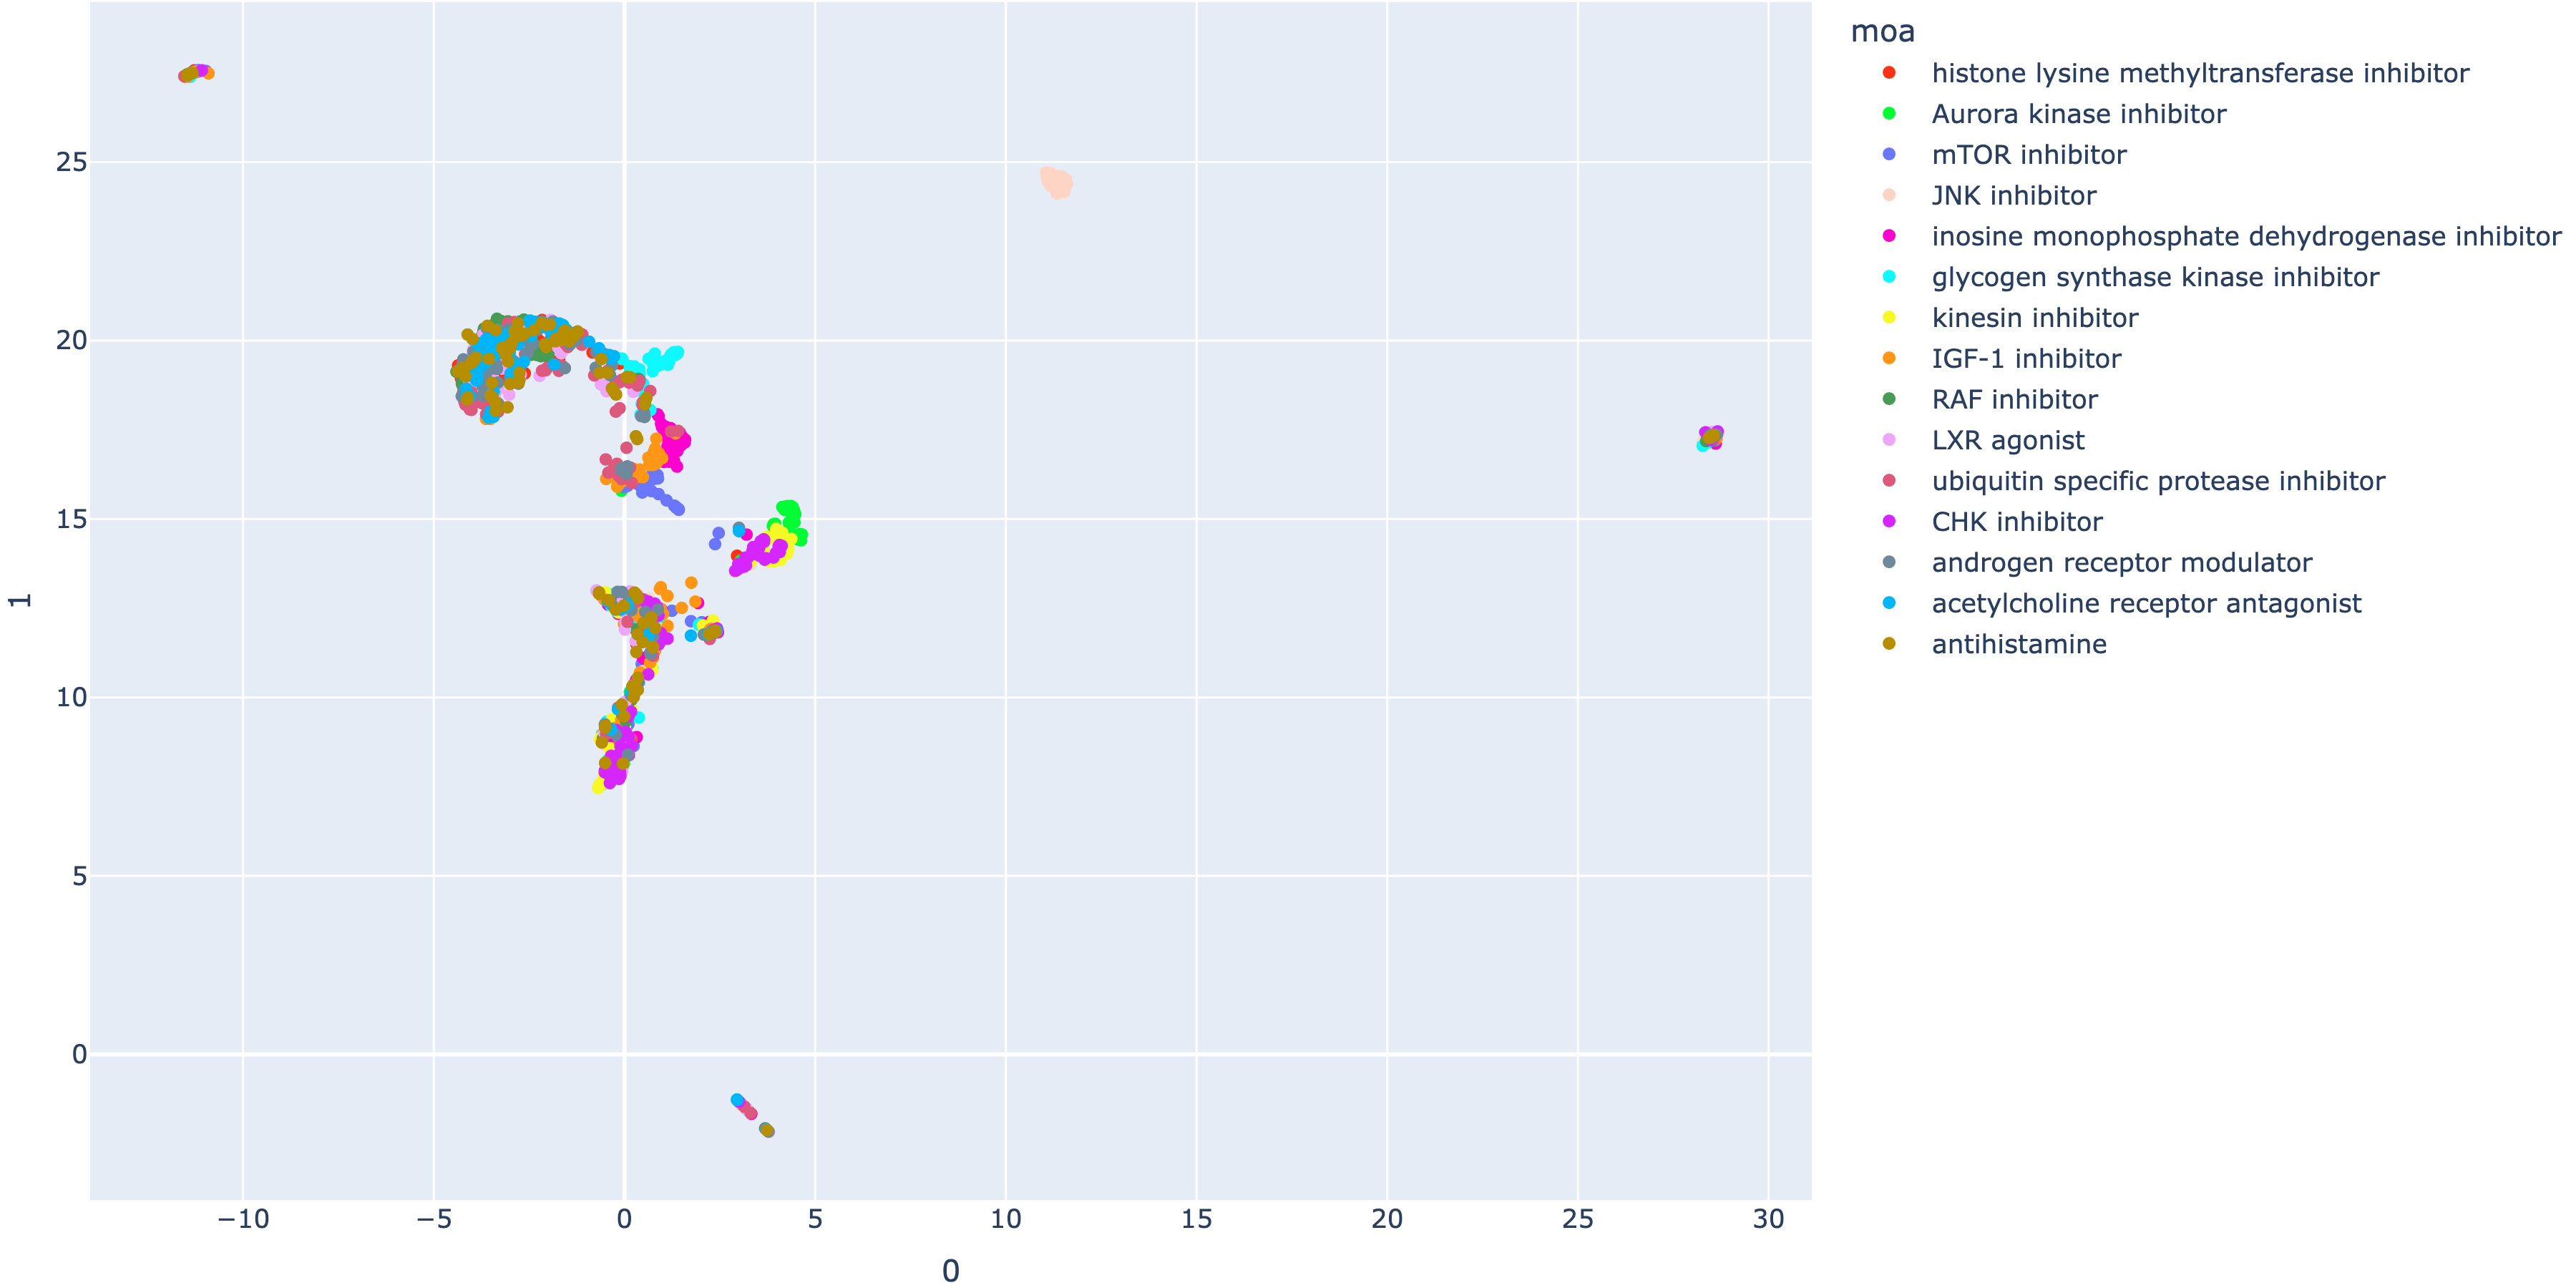 moa
histone lysine methyltransferase inhibitor
Aurora kinase inhibitor
mTOR inhibitor
JNK inhibitor
inosine monophosphate dehydrogenase inhibitor
glycogen synthase kinase inhibitor
kinesin inhibitor
IGF-1 inhibitor
RAF inhibitor
LXR agonist
ubiquitin specific protease inhibitor
CHK inhibitor
androgen receptor modulator
acetylcholine receptor antagonist
antihistamine
25
20
15
10
5
0
1
−10 −5 0 5 10 15 20 25 30
0